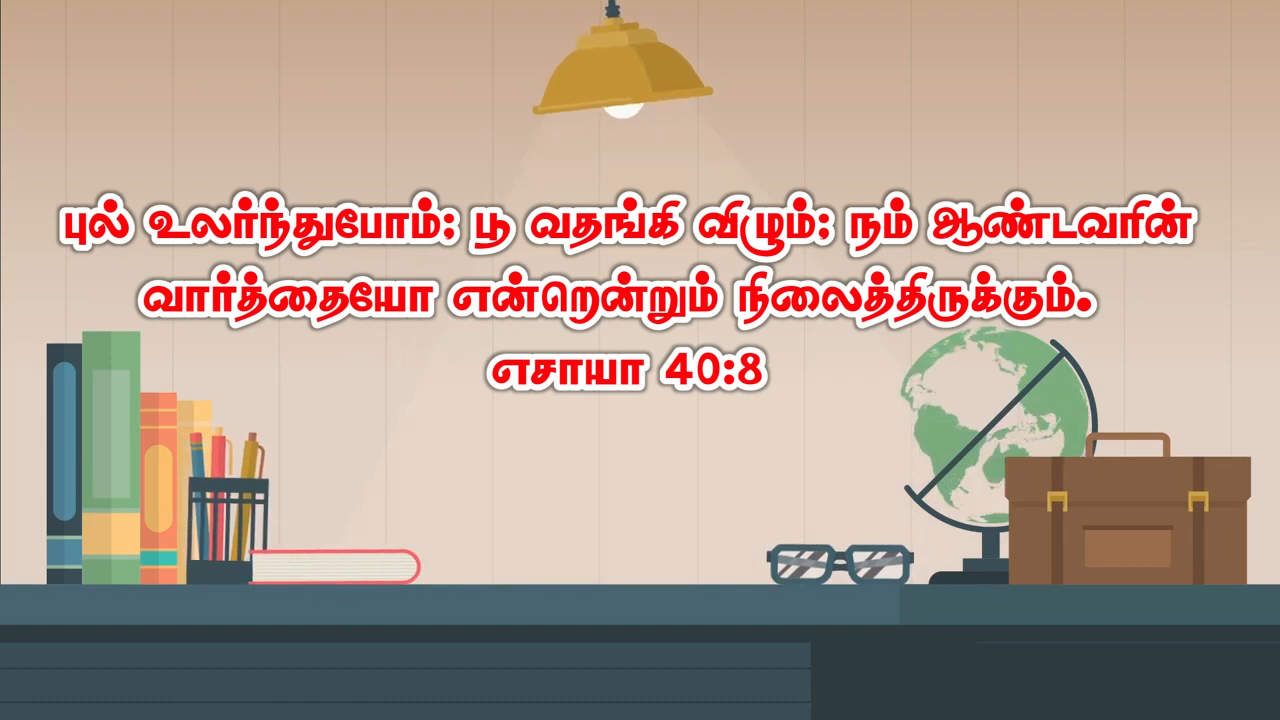 புல் உலர்ந்துபோம்; பூ வதங்கி விழும்; நம் ஆண்டவரின்
வார்த்தையோ என்றென்றும் நிலைத்திருக்கும்.
எசாயா 40:8